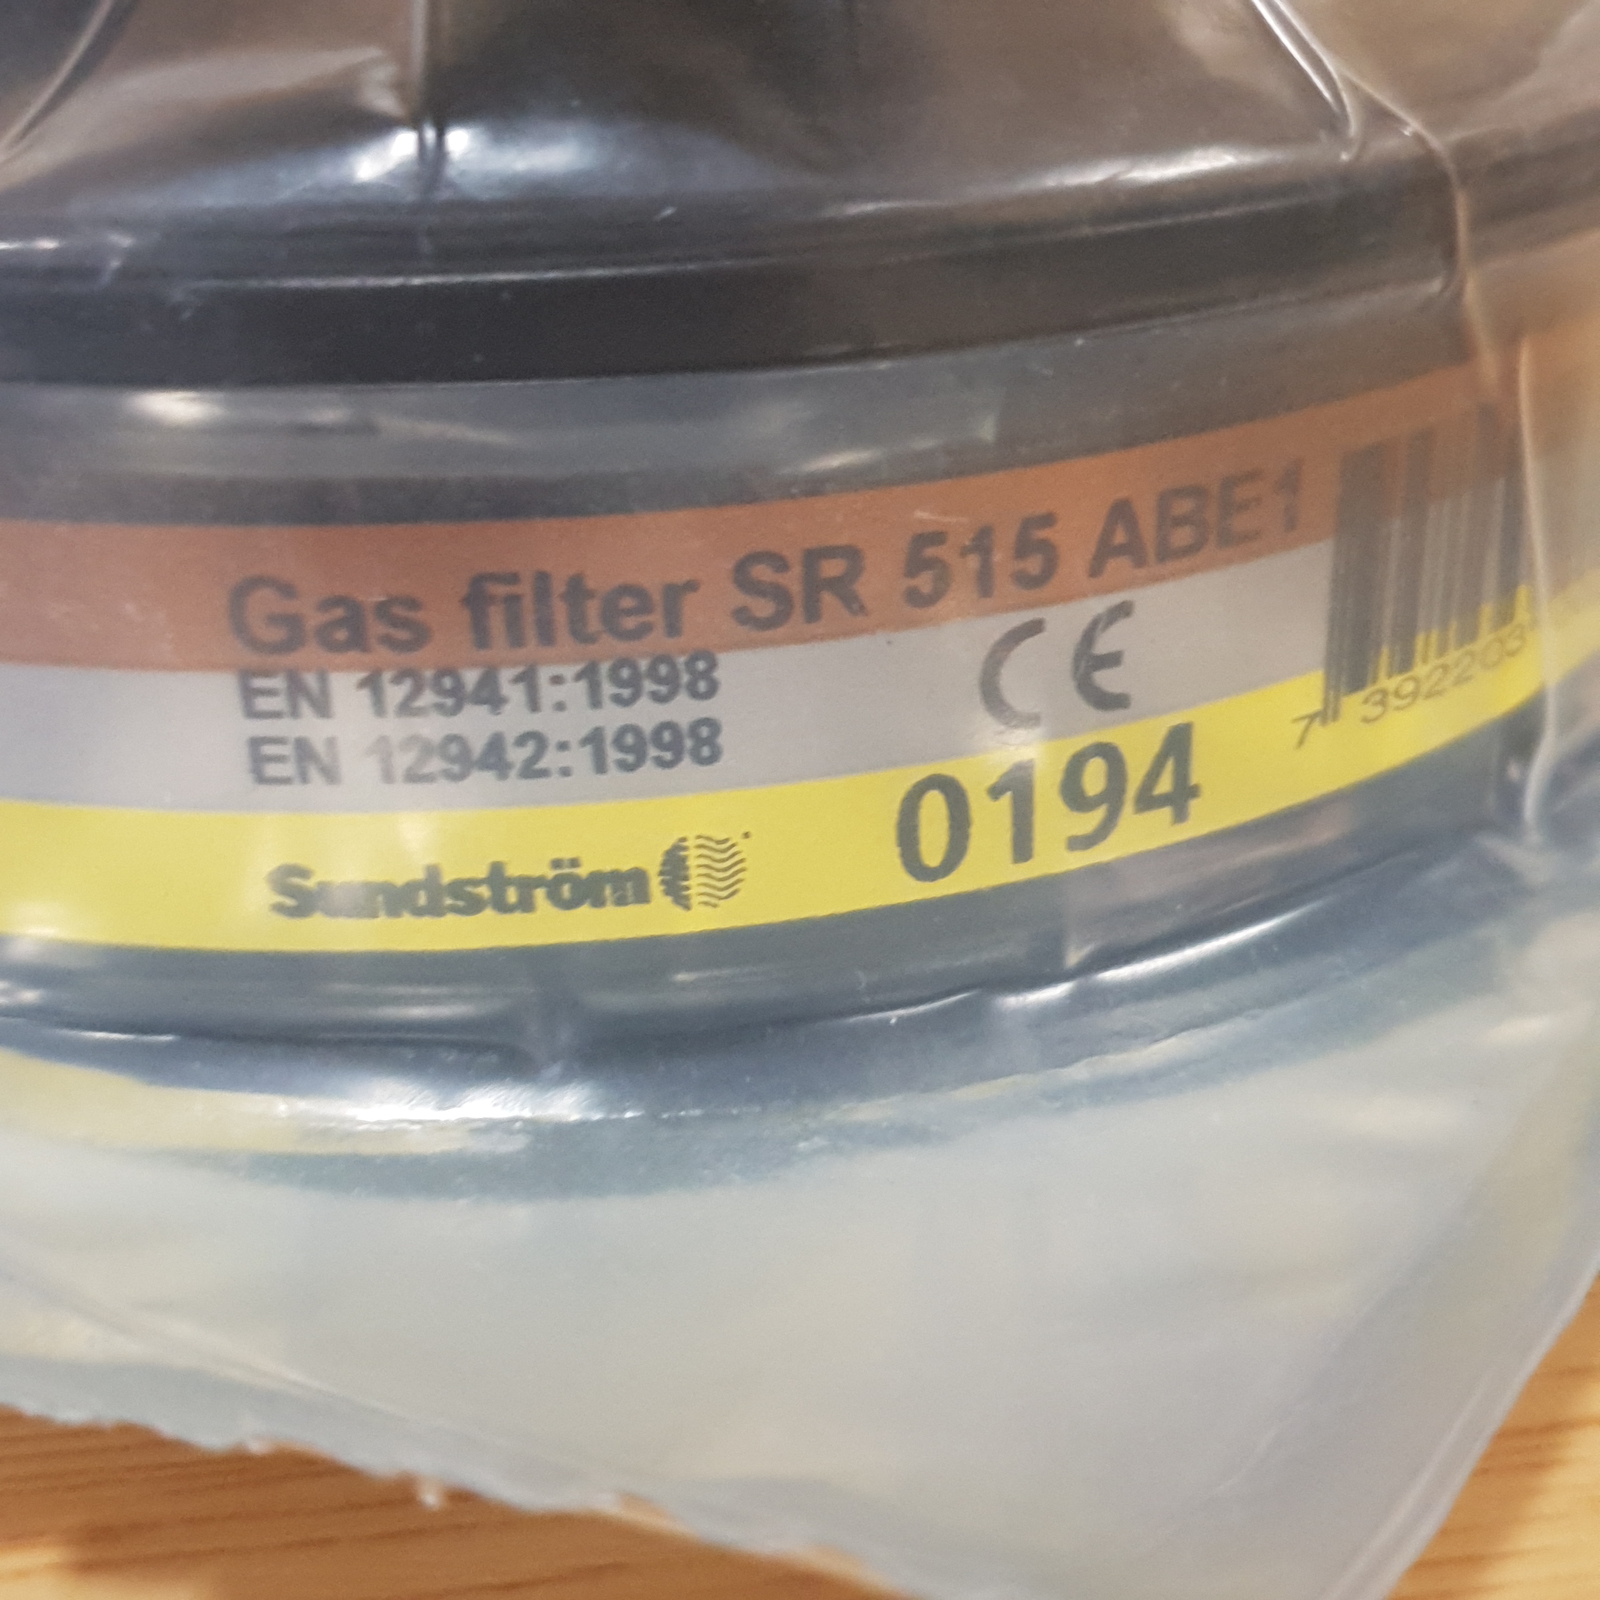 Gas filter SR 515 ABE1
EN 12941:1998
EN 12942:1998
CE
0194
Sundström
7 392203